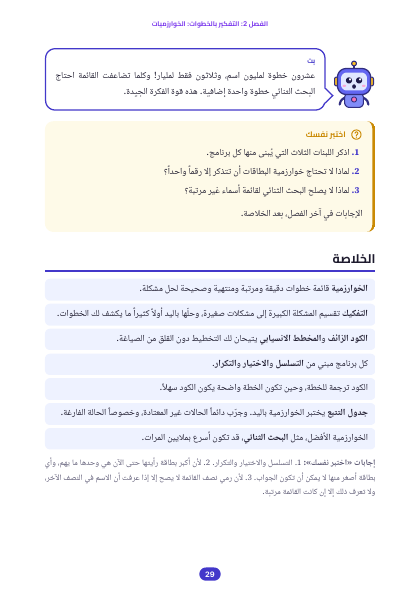 الفصل 2: التفكير بالخطوات: الخوارزميات
بت
عشرون خطوة لمليون اسم، وثلاثون فقط لمليار! وكلما تضاعفت القائمة احتاج
البحث الثنائي خطوة واحدة إضافية. هذه قوة الفكرة الجيدة.
اختبر نفسك
1. اذكر اللبنات الثلاث التي يُبنى منها كل برنامج.
2. لماذا لا تحتاج خوارزمية البطاقات أن تتذكر إلا رقماً واحداً؟
3. لماذا لا يصلح البحث الثنائي لقائمة أسماء غير مرتبة؟
الإجابات في آخر الفصل، بعد الخلاصة.
الخلاصة
الخوارزمية قائمة خطوات دقيقة ومرتبة ومنتهية وصحيحة لحل مشكلة.
التفكيك تقسيم المشكلة الكبيرة إلى مشكلات صغيرة، وحلّها باليد أولاً كثيراً ما يكشف لك الخطوات.
الكود الزائف والمخطط الانسيابي يتيحان لك التخطيط دون القلق من الصياغة.
كل برنامج مبني من التسلسل والاختيار والتكرار.
الكود ترجمة للخطة، وحين تكون الخطة واضحة يكون الكود سهلاً.
جدول التتبع يختبر الخوارزمية باليد. وجرّب دائماً الحالات غير المعتادة، وخصوصاً الحالة الفارغة.
الخوارزمية الأفضل، مثل البحث الثنائي، قد تكون أسرع بملايين المرات.
إجابات «اختبر نفسك»: 1. التسلسل والاختيار والتكرار. 2. لأن أكبر بطاقة رأيتها حتى الآن هي وحدها ما يهم، وأي
بطاقة أصغر منها لا يمكن أن تكون الجواب. 3. لأن رمي نصف القائمة لا يصح إلا إذا عرفت أن الاسم في النصف الآخر،
ولا تعرف ذلك إلا إن كانت القائمة مرتبة.
29